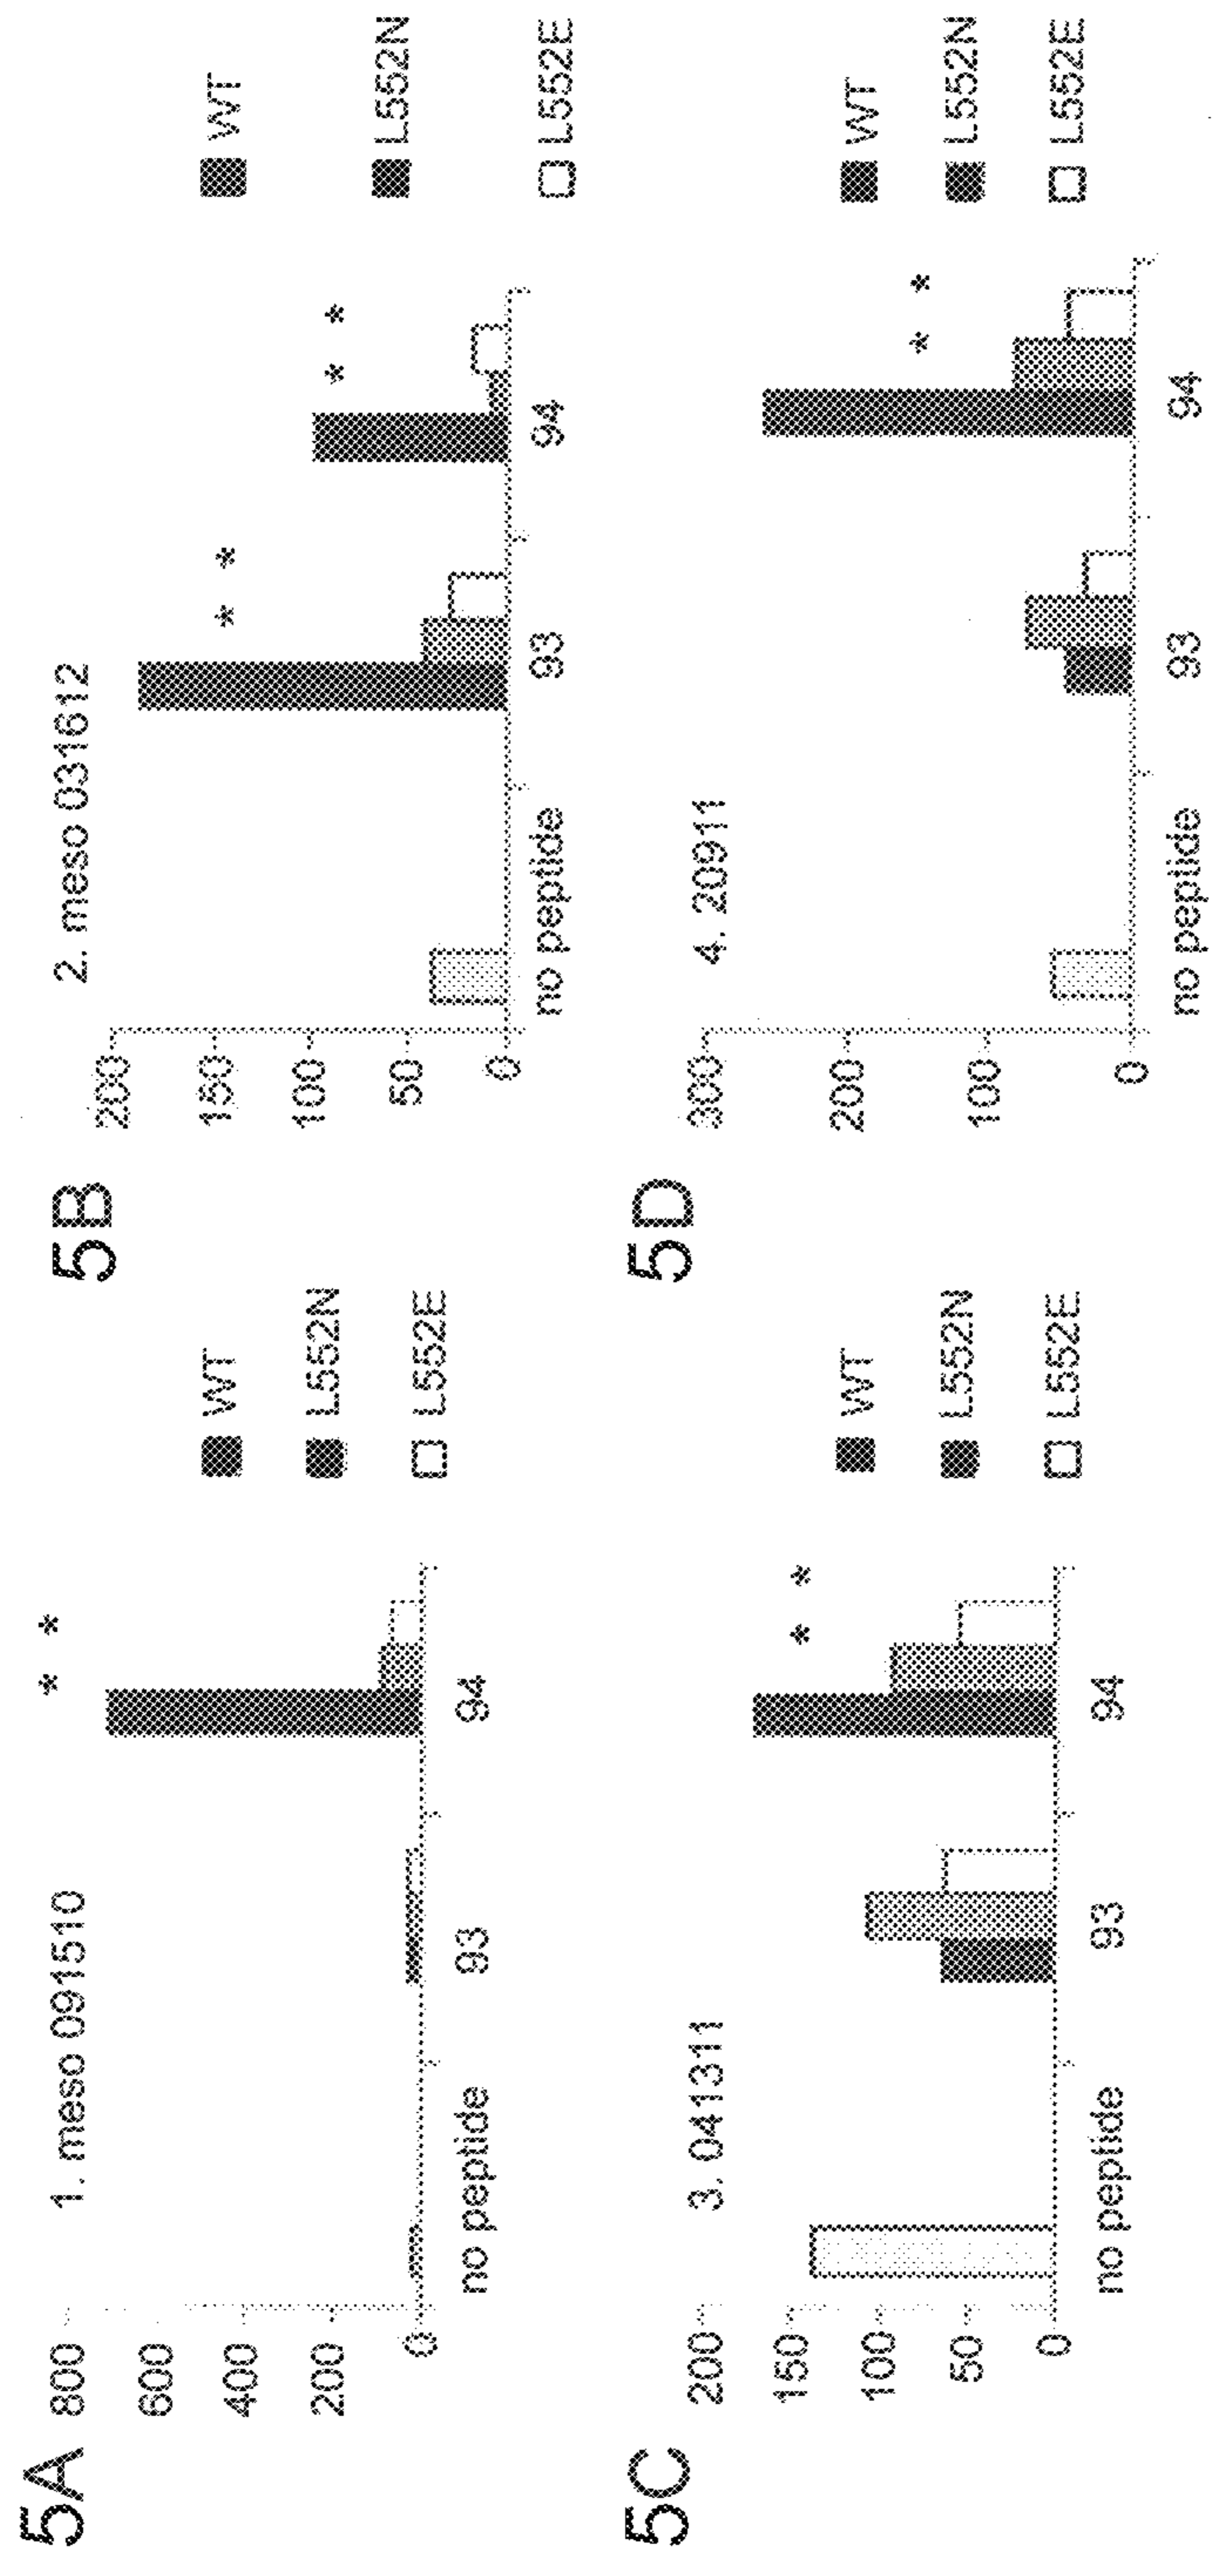 5A
1. meso 091510
800
600
400
200
0
no peptide
93
94
* *
WT
L552N
L552E
5B
2. meso 031612
200
150
100
50
0
no peptide
93
94
* *
* *
WT
L552N
L552E
5C
3. 041311
200
150
100
50
0
no peptide
93
94
* *
WT
L552N
L552E
5D
4. 20911
300
200
100
0
no peptide
93
94
* *
WT
L552N
L552E